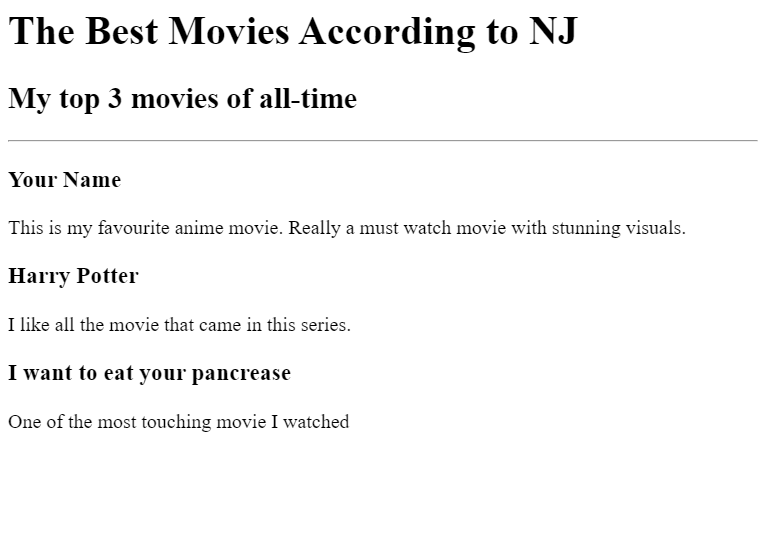 The Best Movies According to NJ
My top 3 movies of all-time
Your Name
This is my favourite anime movie. Really a must watch movie with stunning visuals.
Harry Potter
I like all the movie that came in this series.
I want to eat your pancrease
One of the most touching movie I watched